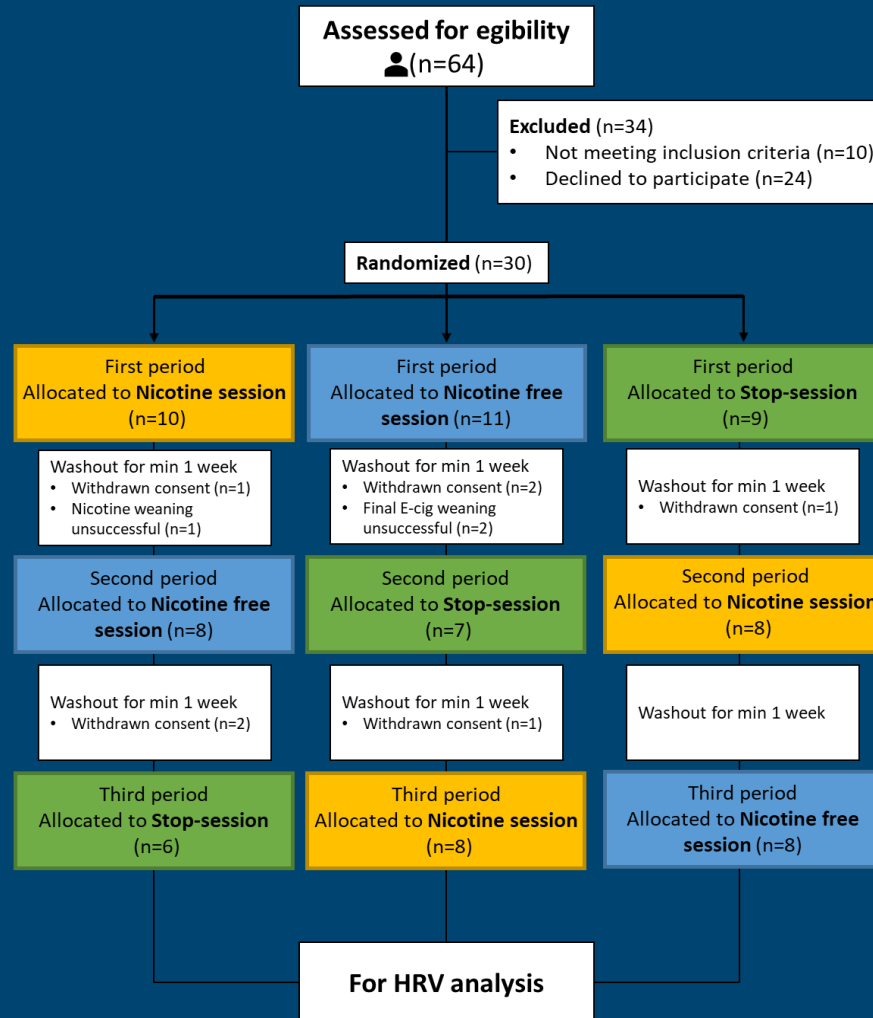 Assessed for egibility
(n=64)
Excluded (n=34)
• Not meeting inclusion criteria (n=10)
• Declined to participate (n=24)
Randomized (n=30)
First period
Allocated to Nicotine session
(n=10)
First period
Allocated to Nicotine free
session (n=11)
First period
Allocated to Stop-session
(n=9)
Washout for min 1 week
• Withdrawn consent (n=1)
• Nicotine weaning
unsuccessful (n=1)
Washout for min 1 week
• Withdrawn consent (n=2)
• Final E-cig weaning
unsuccessful (n=2)
Washout for min 1 week
• Withdrawn consent (n=1)
Second period
Allocated to Nicotine free
session (n=8)
Second period
Allocated to Stop-session
(n=7)
Second period
Allocated to Nicotine session
(n=8)
Washout for min 1 week
• Withdrawn consent (n=2)
Washout for min 1 week
• Withdrawn consent (n=1)
Washout for min 1 week
Third period
Allocated to Stop-session
(n=6)
Third period
Allocated to Nicotine session
(n=8)
Third period
Allocated to Nicotine free
session (n=8)
For HRV analysis